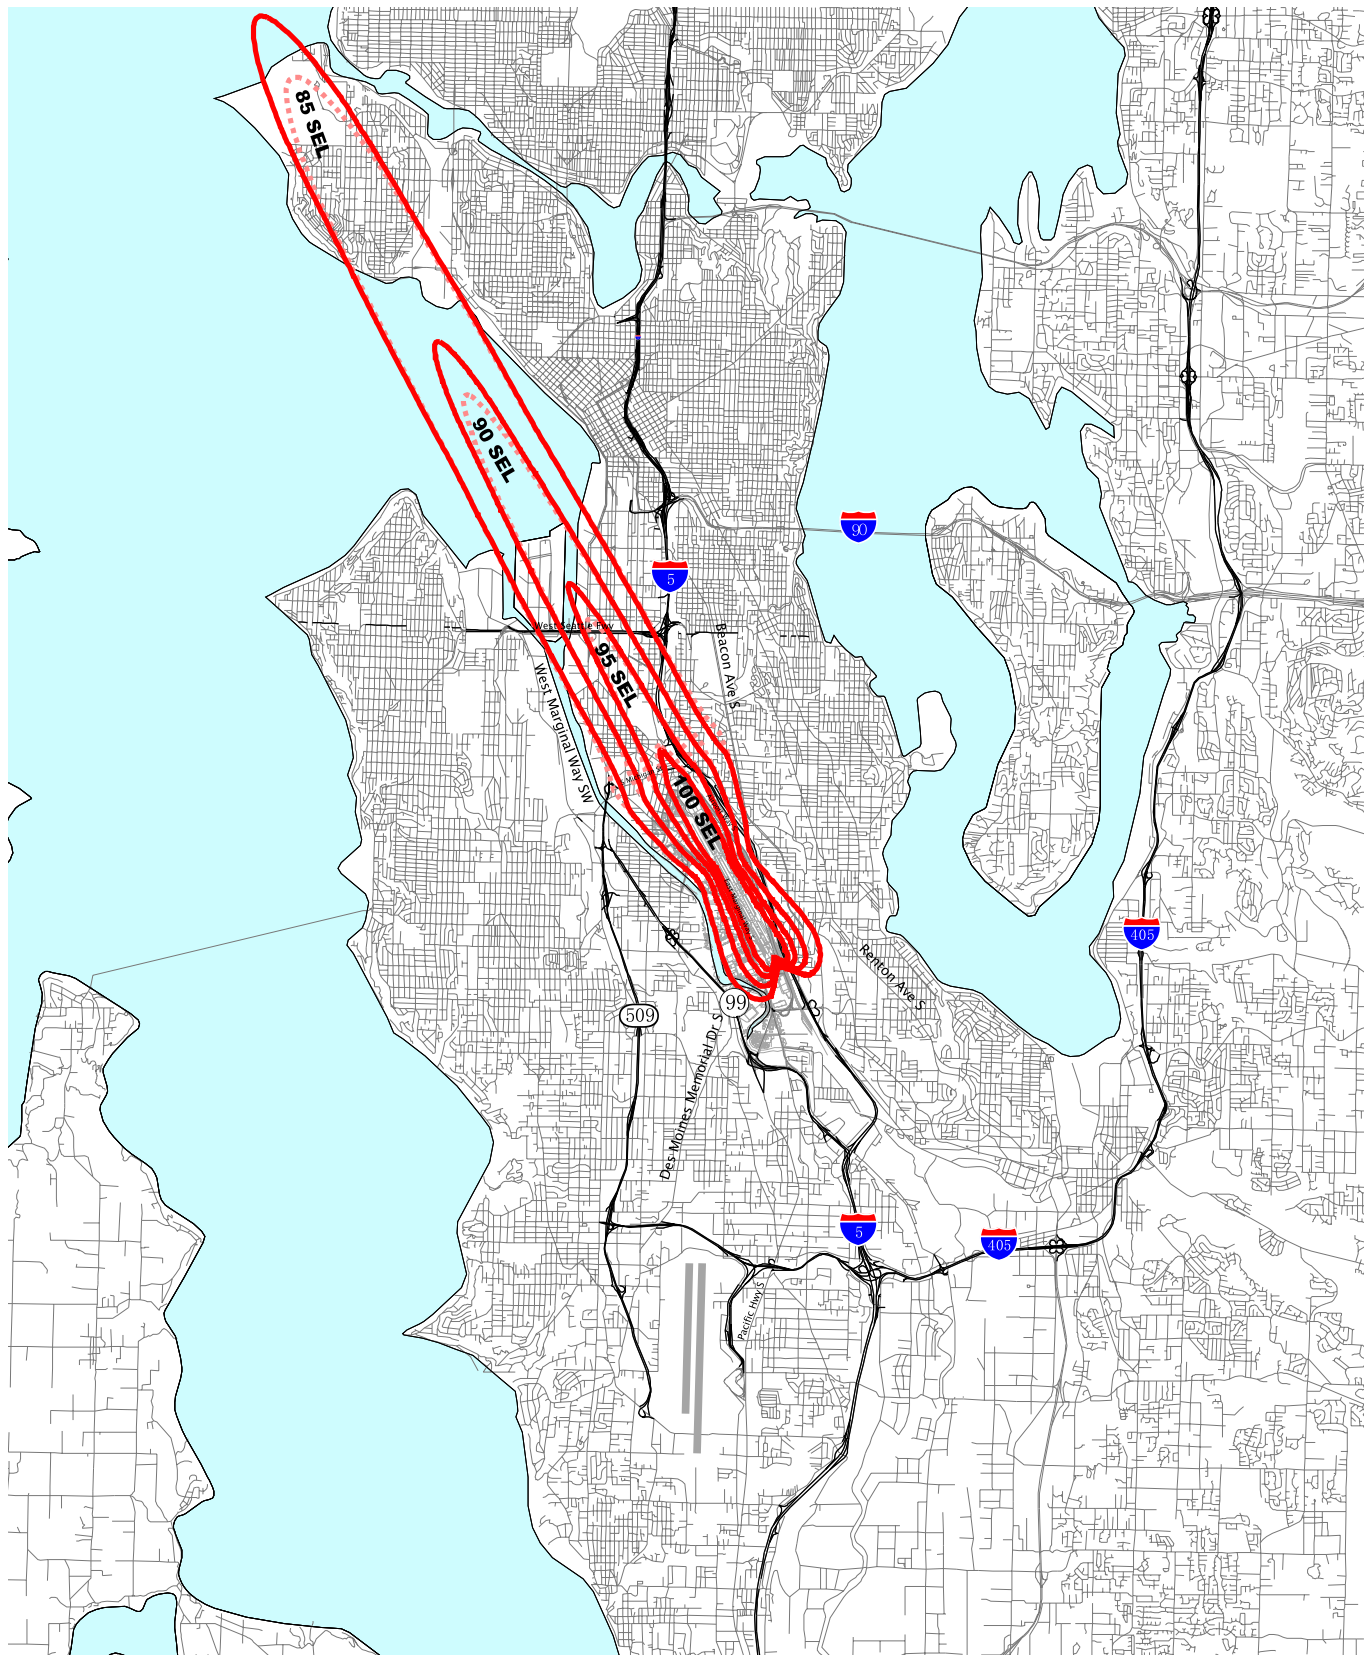 85 SEL
90 SEL
90
5
West Seattle Fwy
Beacon Ave S
95 SEL
West Marginal Way SW
100 SEL
405
Renton Ave S
99
509
Des Moines Memorial Dr S
5
405
Pacific Hwy S